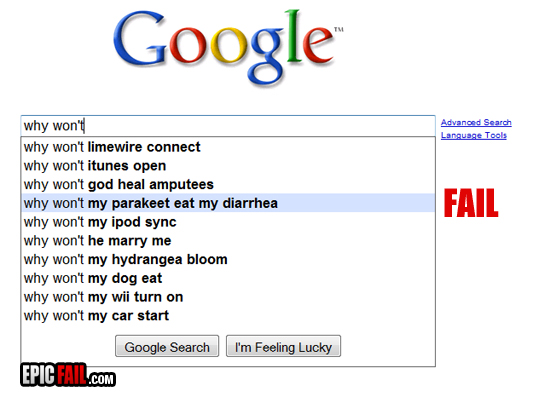 Google™
why won't
Advanced Search
Language Tools
why won't limewire connect
why won't itunes open
why won't god heal amputees
why won't my parakeet eat my diarrhea
why won't my ipod sync
why won't he marry me
why won't my hydrangea bloom
why won't my dog eat
why won't my wii turn on
why won't my car start
FAIL
Google Search
I'm Feeling Lucky
EPICFAIL.COM